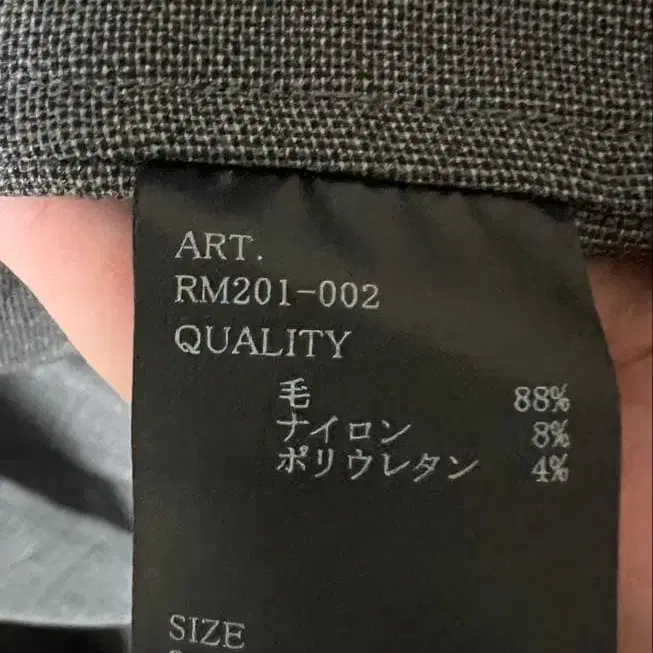 ART.
RM201-002
QUALITY
毛 88%
ナイロン 8%
ポリウレタン 4%
SIZE